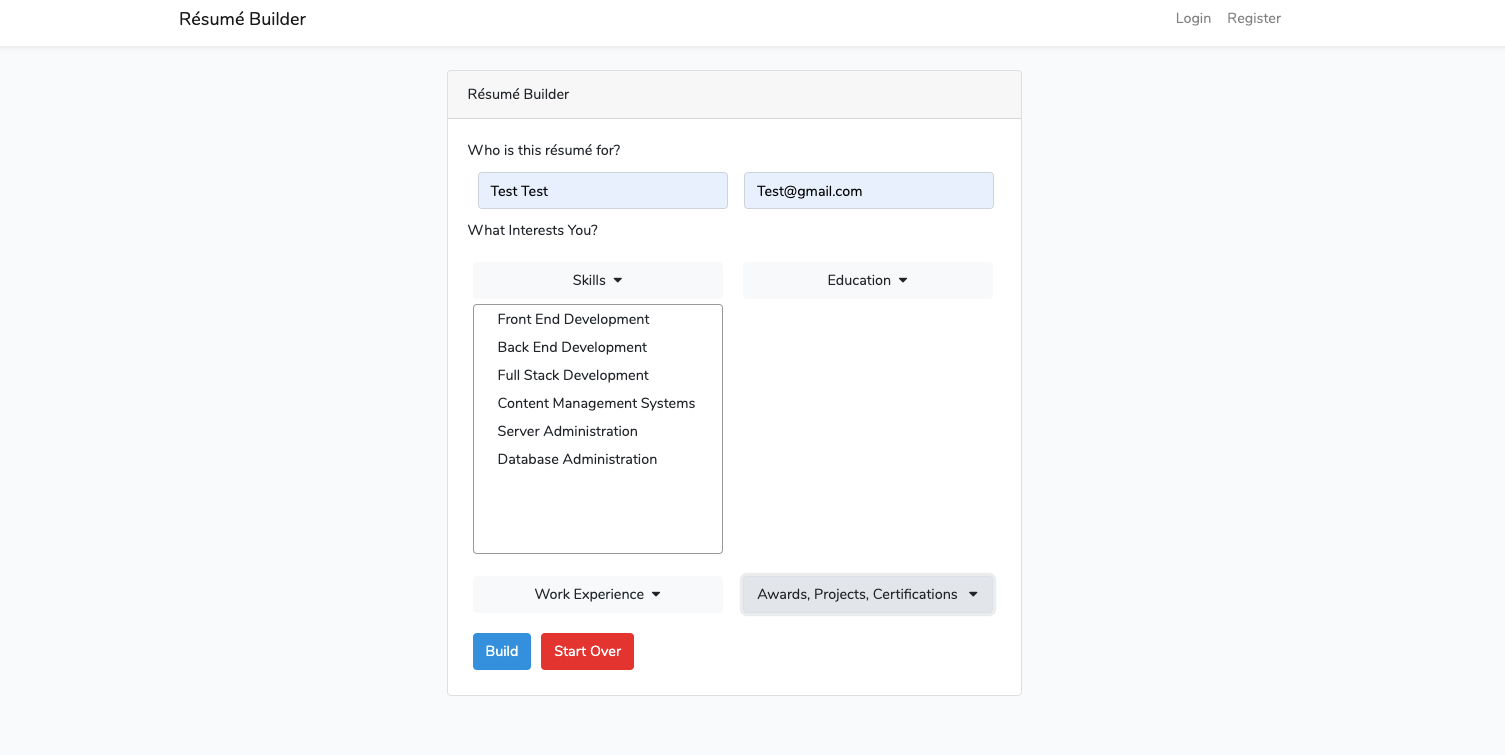 Résumé Builder
Login Register
Résumé Builder
Who is this résumé for?
Test Test Test@gmail.com
What Interests You?
Skills Education
Front End Development
Back End Development
Full Stack Development
Content Management Systems
Server Administration
Database Administration
Work Experience Awards, Projects, Certifications
Build Start Over